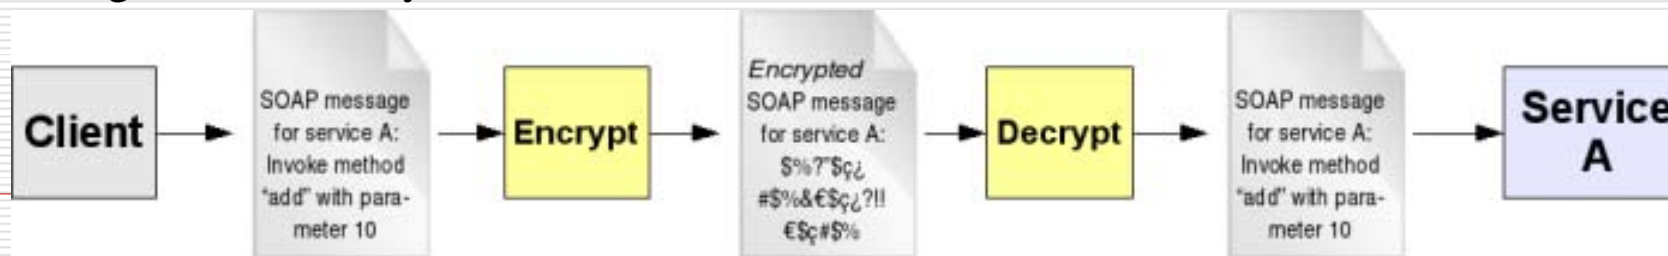 Client
SOAP message
for service A:
Invoke method
"add" with para-
meter 10
Encrypt
Encrypted
SOAP message
for service A:
$%?"$ç¿
#$%&€$ç¿?!!
€$ç#$%
Decrypt
SOAP message
for service A:
Invoke method
"add" with para-
meter 10
Service
A